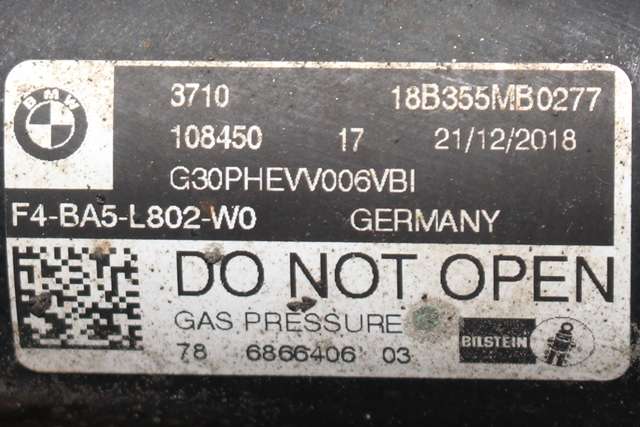 BMW
3710 18B355MB0277
108450 17 21/12/2018
G30PHEVV006VBI
F4-BA5-L802-W0 GERMANY
DO NOT OPEN
GAS PRESSURE
78 6866406 03
BILSTEIN